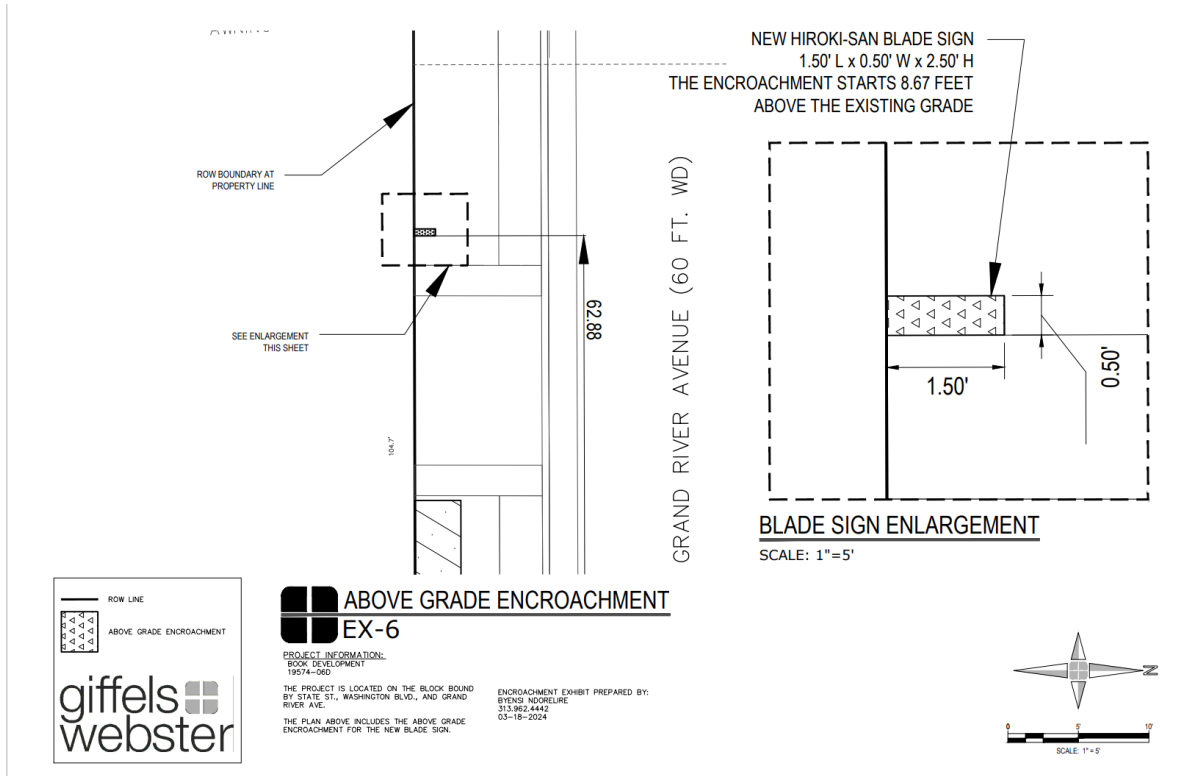 AWNING
NEW HIROKI-SAN BLADE SIGN
1.50' L x 0.50' W x 2.50' H
THE ENCROACHMENT STARTS 8.67 FEET
ABOVE THE EXISTING GRADE
ROW BOUNDARY AT
PROPERTY LINE
SEE ENLARGEMENT
THIS SHEET
62.88
104.7'
GRAND RIVER AVENUE (60 FT. WD)
1.50'
0.50'
BLADE SIGN ENLARGEMENT
SCALE: 1"=5'
ROW LINE
ABOVE GRADE ENCROACHMENT
giffels
webster
ABOVE GRADE ENCROACHMENT
EX-6
PROJECT INFORMATION:
BOOK DEVELOPMENT
19574-06D
THE PROJECT IS LOCATED ON THE BLOCK BOUND
BY STATE ST., WASHINGTON BLVD., AND GRAND
RIVER AVE.
THE PLAN ABOVE INCLUDES THE ABOVE GRADE
ENCROACHMENT FOR THE NEW BLADE SIGN.
ENCROACHMENT EXHIBIT PREPARED BY:
BYENSI NDORELIRE
313.962.4442
03-18-2024
N
0 5' 10'
SCALE: 1" = 5'